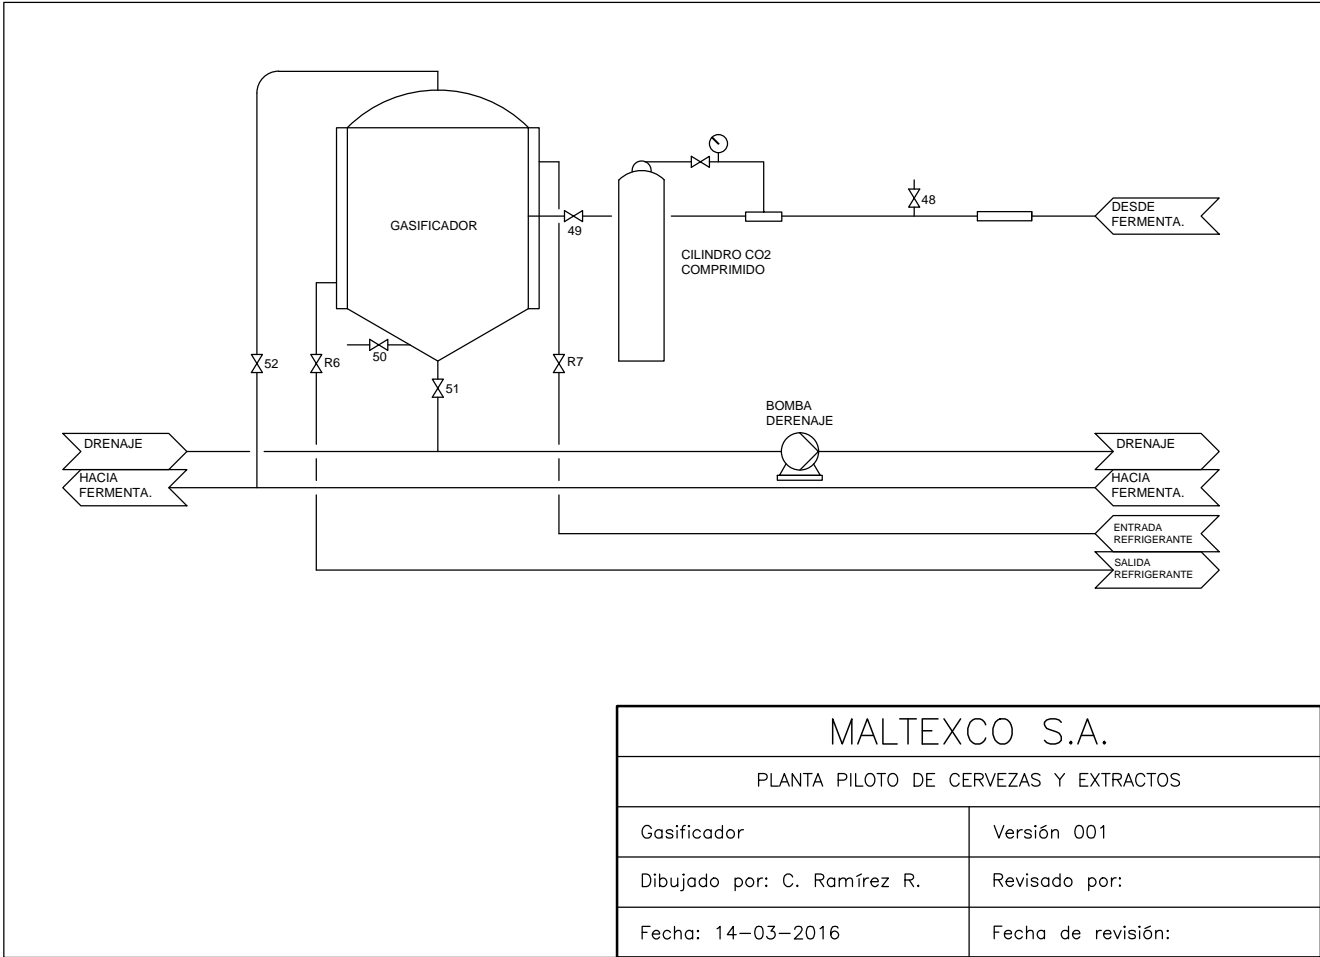 GASIFICADOR
49
48
DESDE
FERMENTA.
CILINDRO CO2
COMPRIMIDO
52
R6
50
51
R7
BOMBA
DERENAJE
DRENAJE
DRENAJE
HACIA
FERMENTA.
HACIA
FERMENTA.
ENTRADA
REFRIGERANTE
SALIDA
REFRIGERANTE
MALTEXCO S.A.
PLANTA PILOTO DE CERVEZAS Y EXTRACTOS
Gasificador
Versión 001
Dibujado por: C. Ramírez R.
Revisado por:
Fecha: 14-03-2016
Fecha de revisión: